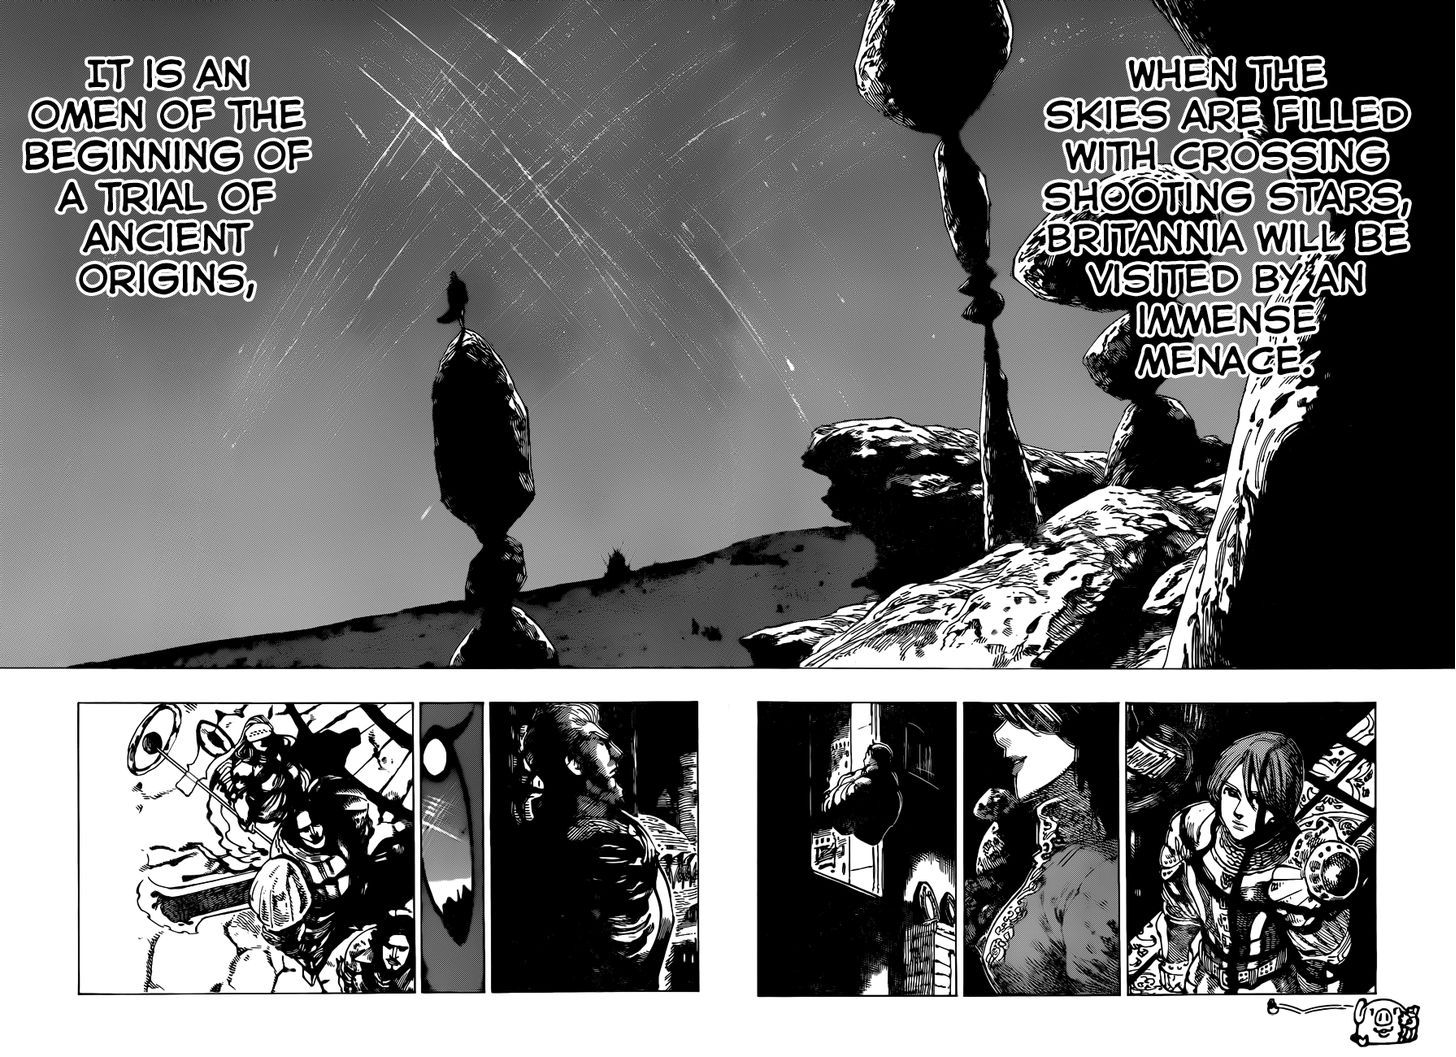 WHEN THE
SKIES ARE FILLED
WITH CROSSING
SHOOTING STARS,
BRITANNIA WILL BE
VISITED BY AN
IMMENSE
MENACE.
IT IS AN
OMEN OF THE
BEGINNING OF
A TRIAL OF
ANCIENT
ORIGINS,